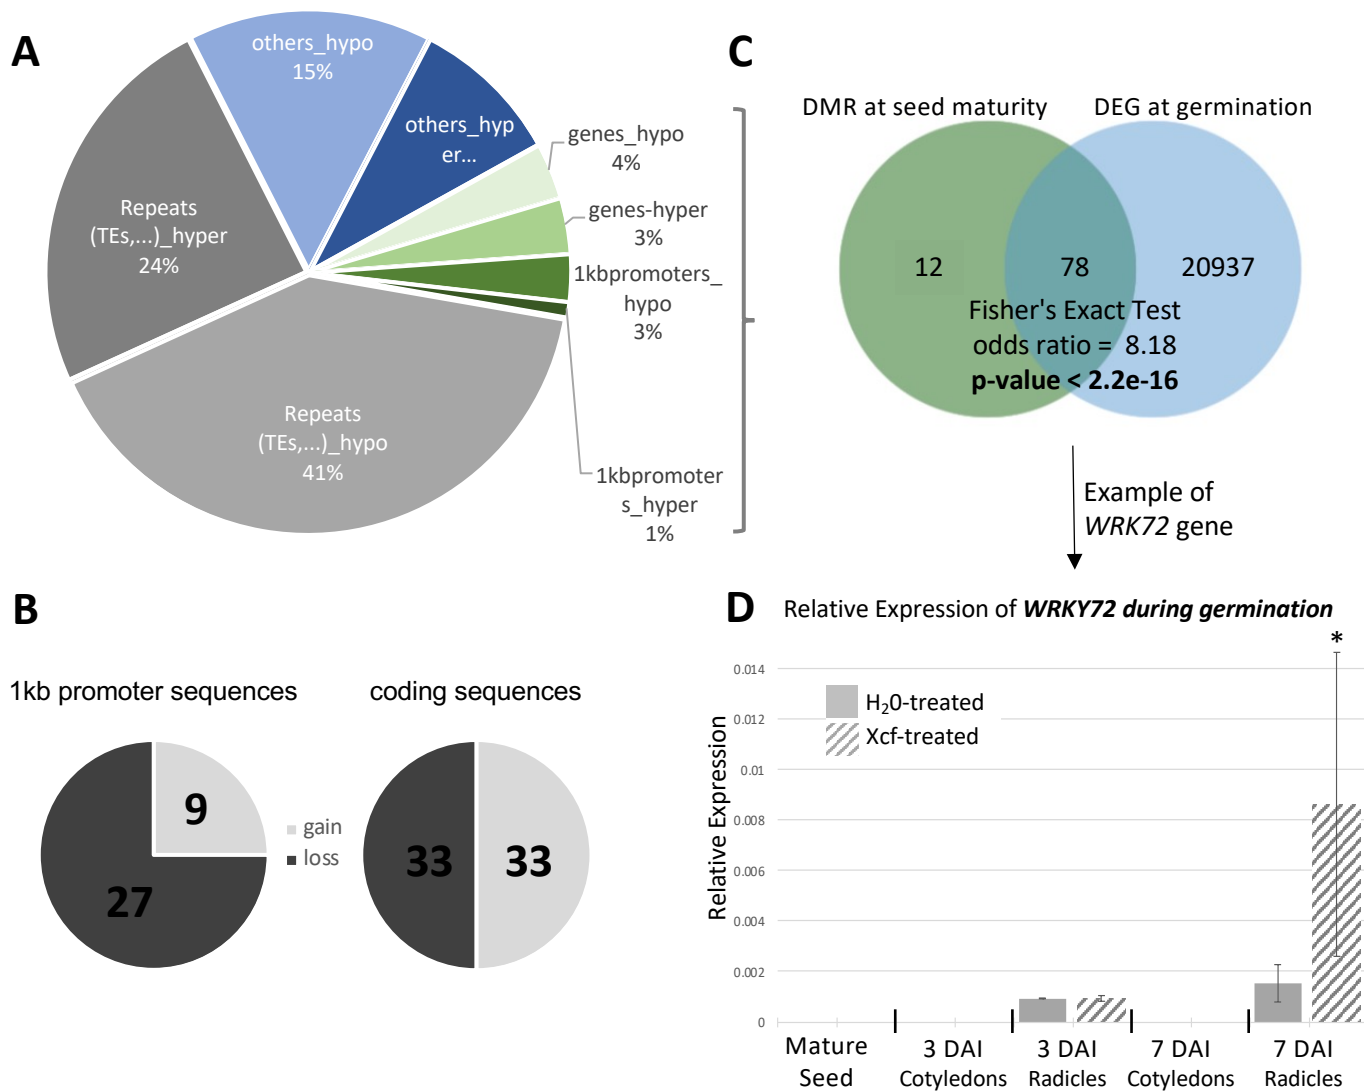 A
others_hypo
15%
others_hyp
er...
genes_hypo
4%
genes-hyper
3%
1kbpromoters_
hypo
3%
1kbpromoter
s_hyper
1%
Repeats
(TEs,...)_hyper
24%
Repeats
(TEs,...)_hypo
41%
B
1kb promoter sequences
coding sequences
9
27
gain
loss
33
33
C
DMR at seed maturity
DEG at germination
12
78
20937
Fisher's Exact Test
odds ratio = 8.18
p-value < 2.2e-16
Example of
WRK72 gene
D
Relative Expression of WRKY72 during germination
*
H₂0-treated
Xcf-treated
Relative Expression
0.014
0.012
0.01
0.008
0.006
0.004
0.002
0
Mature
Seed
3 DAI
Cotyledons
3 DAI
Radicles
7 DAI
Cotyledons
7 DAI
Radicles